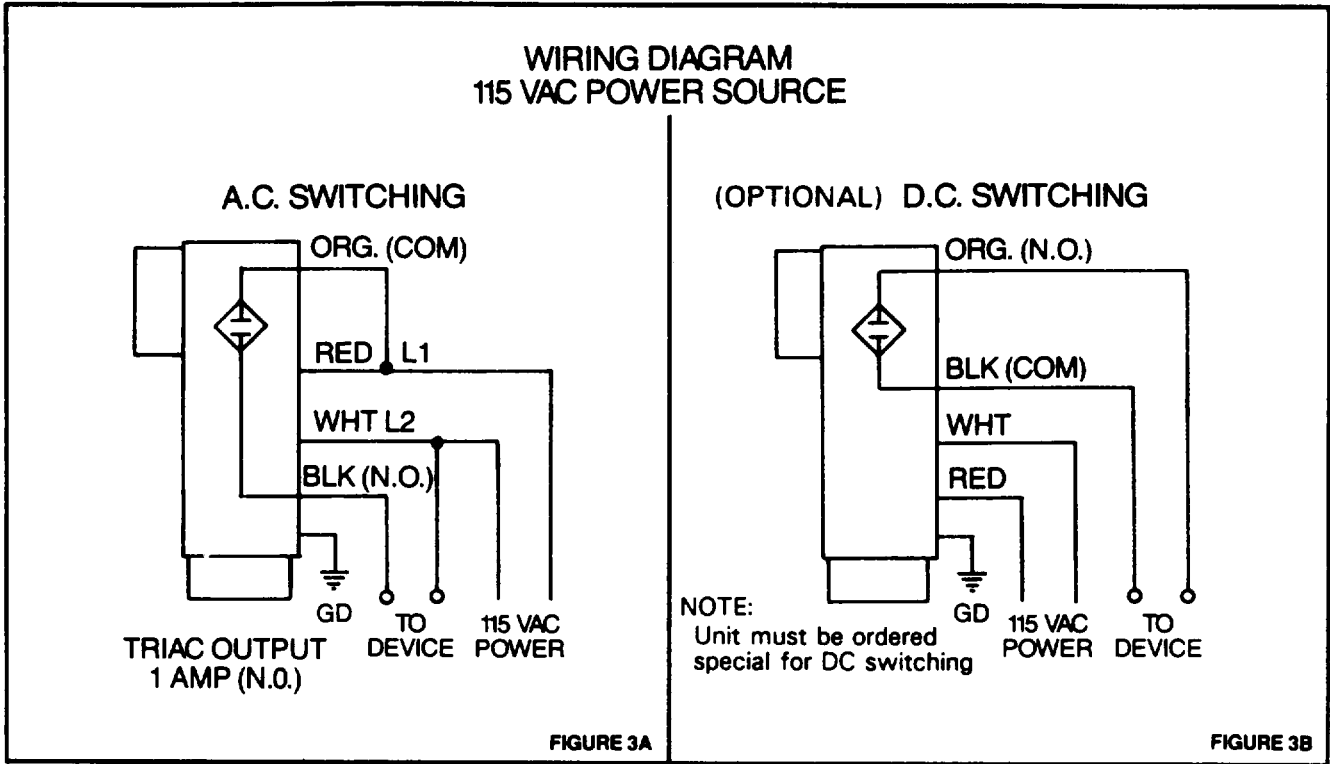 WIRING DIAGRAM
115 VAC POWER SOURCE
A.C. SWITCHING
ORG. (COM)
RED L1
WHT L2
BLK (N.O.)
GD
TO
DEVICE
115 VAC
POWER
TRIAC OUTPUT
1 AMP (N.O.)
FIGURE 3A
(OPTIONAL) D.C. SWITCHING
ORG. (N.O.)
BLK (COM)
WHT
RED
GD
115 VAC
POWER
TO
DEVICE
NOTE:
Unit must be ordered
special for DC switching
FIGURE 3B